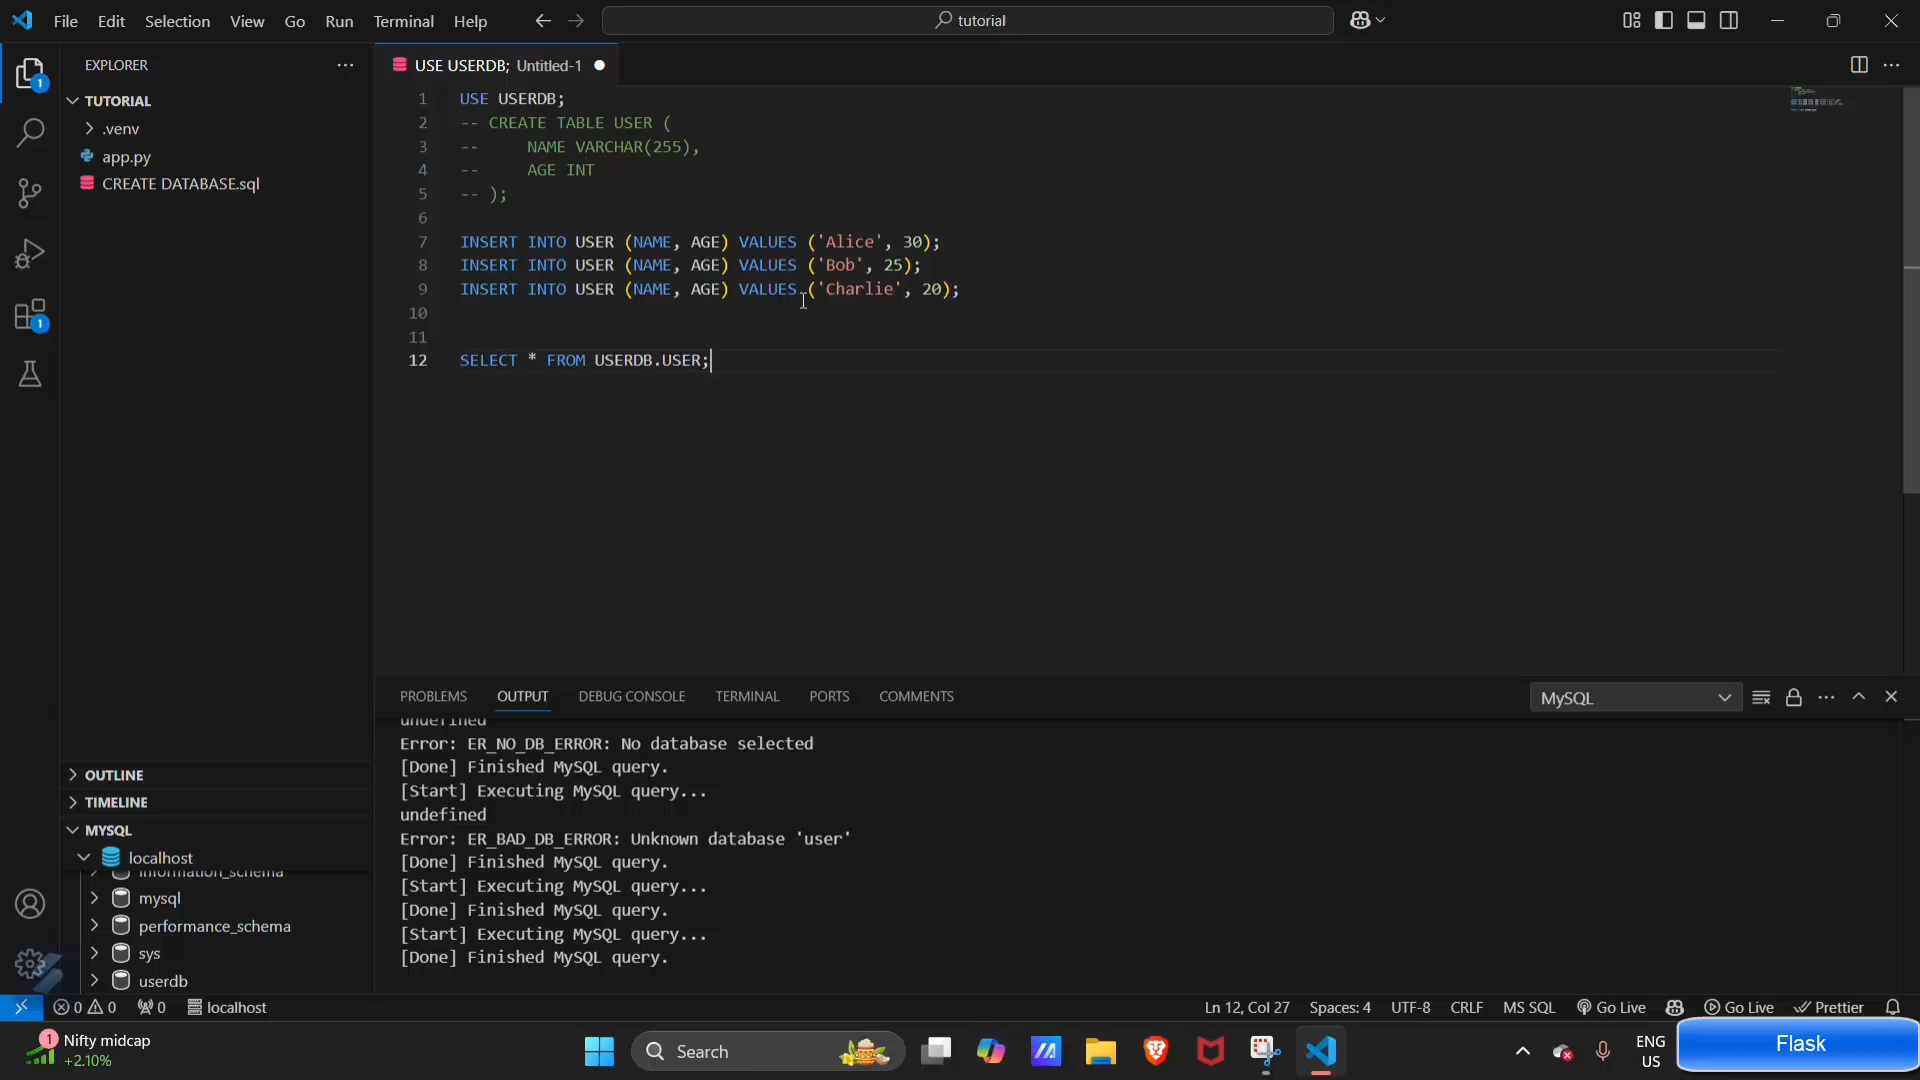 File Edit Selection View Go Run Terminal Help
tutorial
EXPLORER
USE USERDB; Untitled-1
TUTORIAL
.venv
app.py
CREATE DATABASE.sql
1 USE USERDB;
2 -- CREATE TABLE USER (
3 -- NAME VARCHAR(255),
4 -- AGE INT
5 -- );
6
7 INSERT INTO USER (NAME, AGE) VALUES ('Alice', 30);
8 INSERT INTO USER (NAME, AGE) VALUES ('Bob', 25);
9 INSERT INTO USER (NAME, AGE) VALUES ('Charlie', 20);
10
11
12 SELECT * FROM USERDB.USER;
1
1
PROBLEMS OUTPUT DEBUG CONSOLE TERMINAL PORTS COMMENTS
MySQL
undefined
Error: ER_NO_DB_ERROR: No database selected
[Done] Finished MySQL query.
[Start] Executing MySQL query...
undefined
Error: ER_BAD_DB_ERROR: Unknown database 'user'
[Done] Finished MySQL query.
[Start] Executing MySQL query...
[Done] Finished MySQL query.
[Start] Executing MySQL query...
[Done] Finished MySQL query.
OUTLINE
TIMELINE
MYSQL
localhost
information_schema
mysql
performance_schema
sys
userdb
0 0 0 localhost
Ln 12, Col 27 Spaces: 4 UTF-8 CRLF MS SQL Go Live Go Live Prettier
1 Nifty midcap
+2.10%
Search
ENG
US
Flask